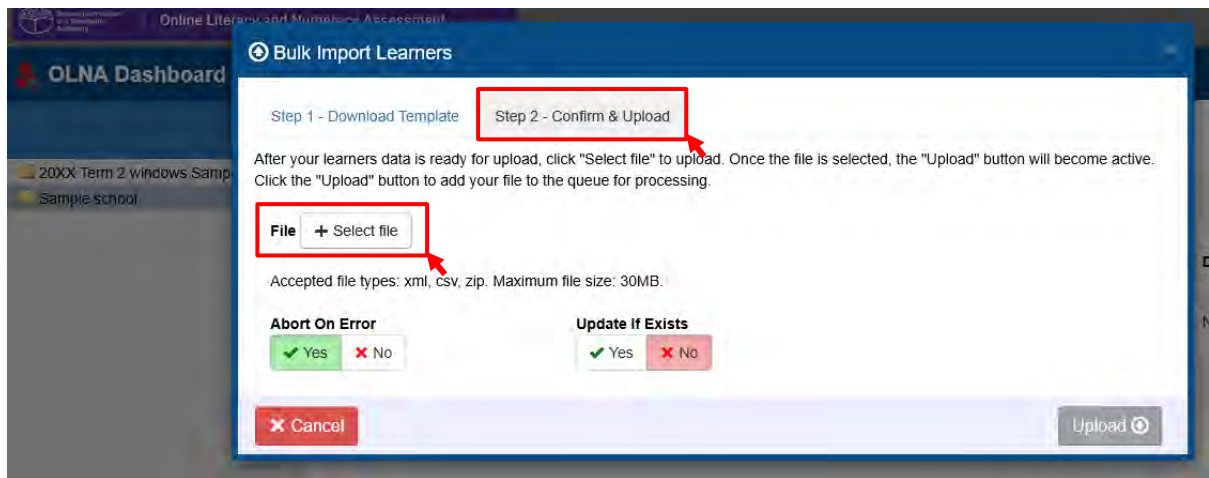 Online Literacy and Numeracy Assessment
OLNA Dashboard
Bulk Import Learners
Step 1 - Download Template
Step 2 - Confirm & Upload
After your learners data is ready for upload, click "Select file" to upload. Once the file is selected, the "Upload" button will become active.
Click the "Upload" button to add your file to the queue for processing.
20XX Term 2 windows Samp
Sample school
File + Select file
Accepted file types: xml, csv, zip. Maximum file size: 30MB.
Abort On Error Update If Exists
Yes No Yes No
Cancel Upload